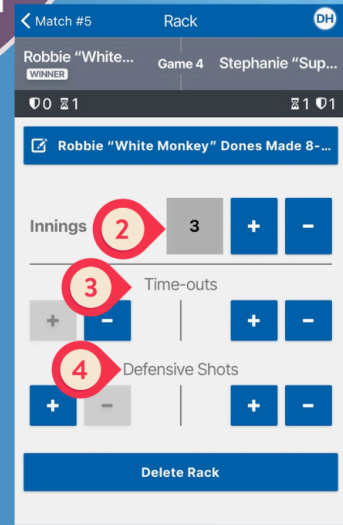 Match #5 Rack DH
Robbie "White... Game 4 Stephanie "Sup...
WINNER
0 1 1 1
Robbie "White Monkey" Dones Made 8-...
Innings 2 3 + -
3 Time-outs
+ - + -
4 Defensive Shots
+ - + -
Delete Rack